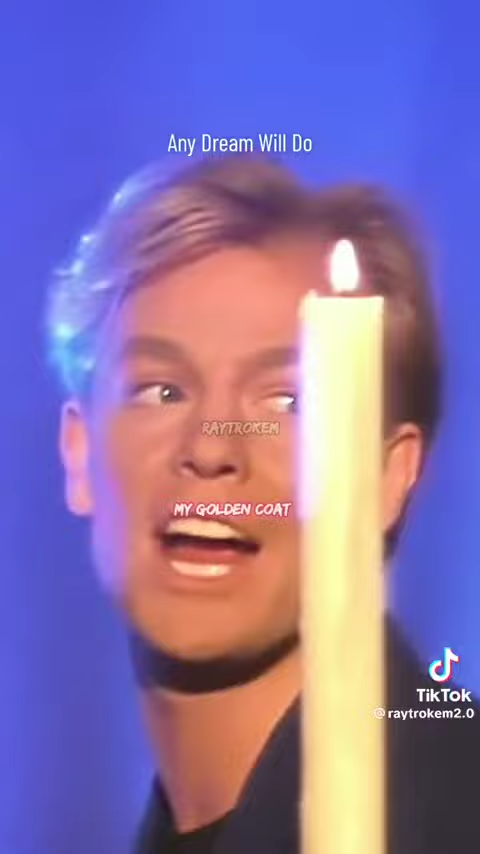 Any Dream Will Do
RAYTROKEM
MY GOLDEN COAT
TikTok
@raytrokem2.0